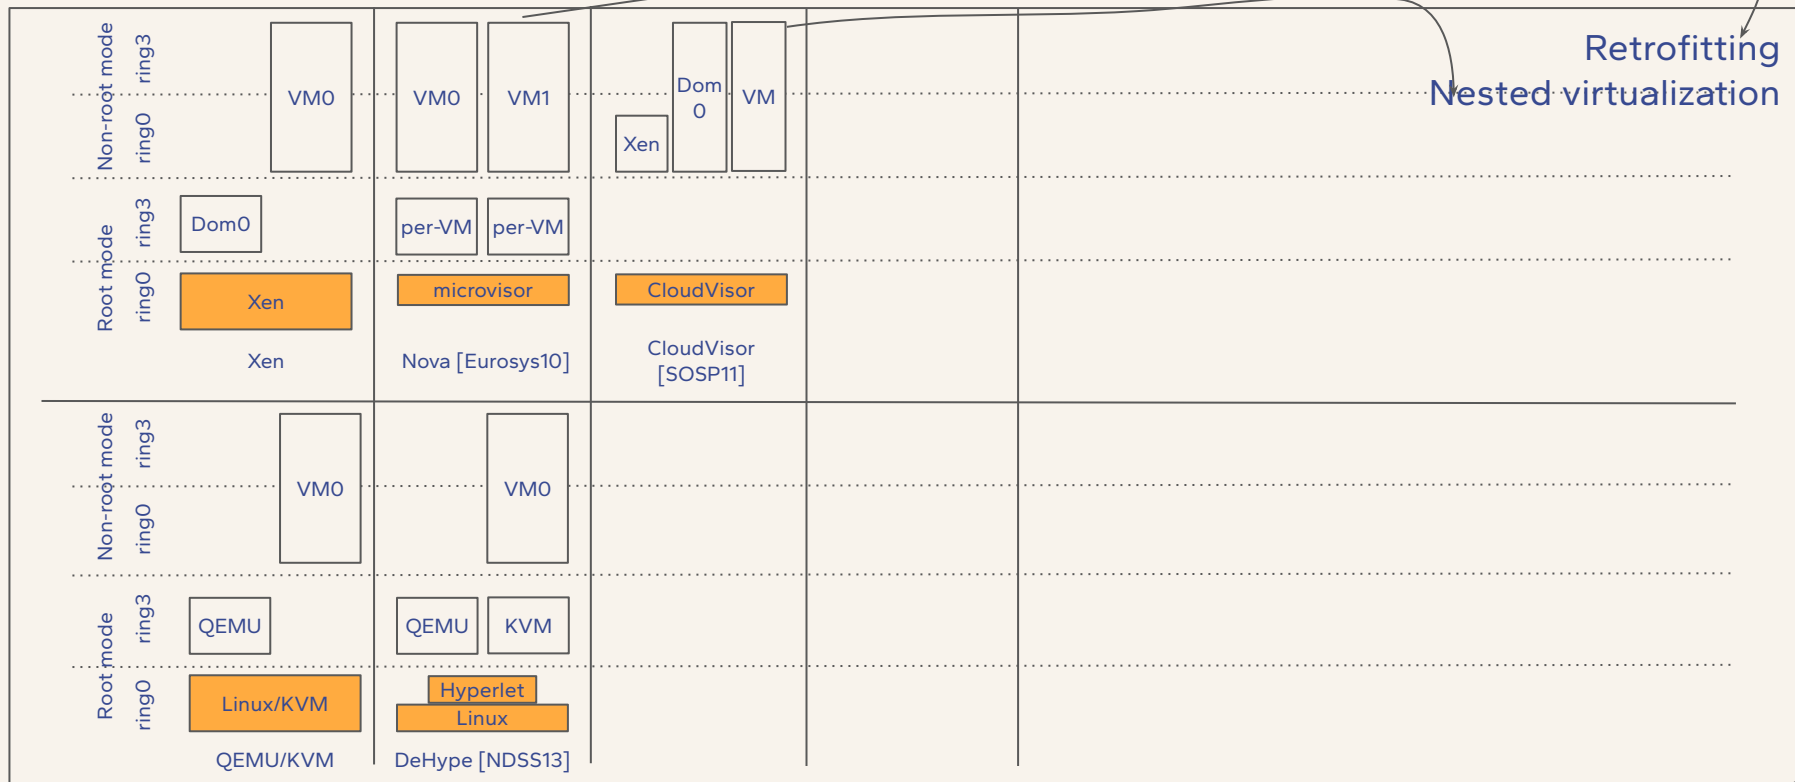 Retrofitting
Nested virtualization
Non-root mode
ring3
ring0
VM0
VM0
VM1
Xen
Dom
0
VM
Root mode
ring3
ring0
Dom0
per-VM
per-VM
Xen
microvisor
CloudVisor
Xen
Nova [Eurosys10]
CloudVisor
[SOSP11]
Non-root mode
ring3
ring0
VM0
VM0
Root mode
ring3
ring0
QEMU
QEMU
KVM
Linux/KVM
Hyperlet
Linux
QEMU/KVM
DeHype [NDSS13]